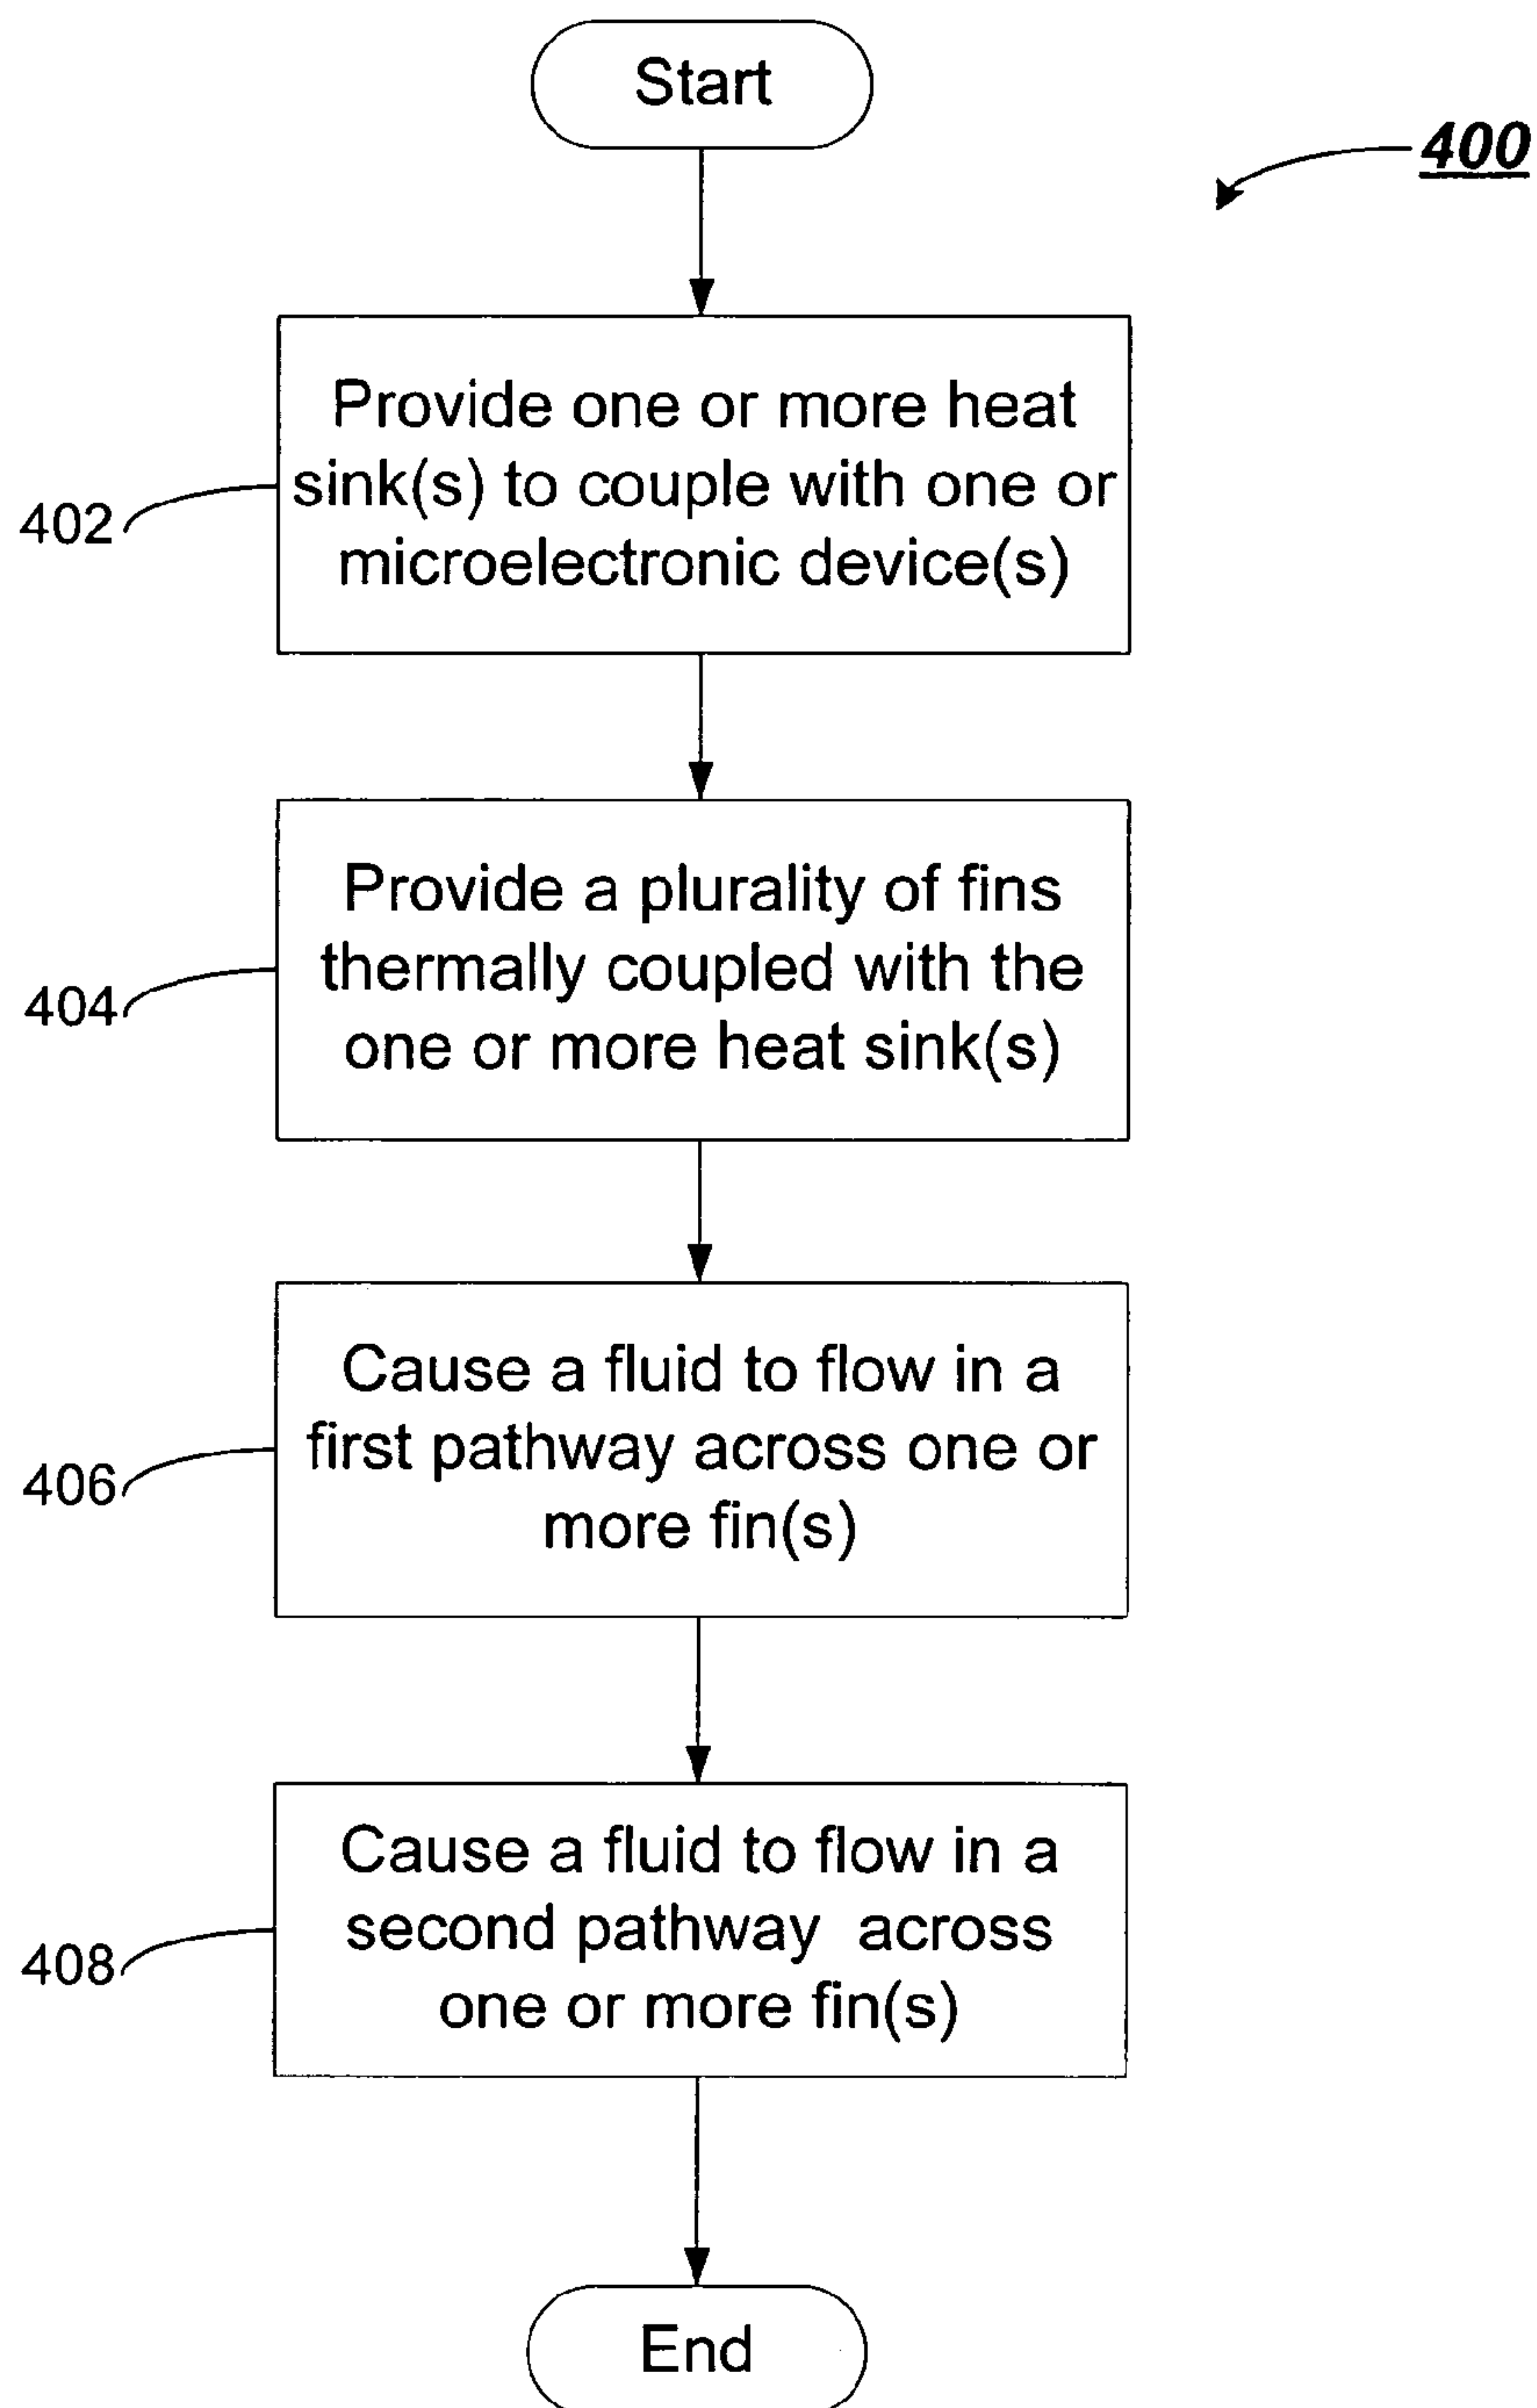 Start
400
Provide one or more heat
sink(s) to couple with one or
microelectronic device(s)
402
Provide a plurality of fins
thermally coupled with the
one or more heat sink(s)
404
Cause a fluid to flow in a
first pathway across one or
more fin(s)
406
Cause a fluid to flow in a
second pathway across
one or more fin(s)
408
End